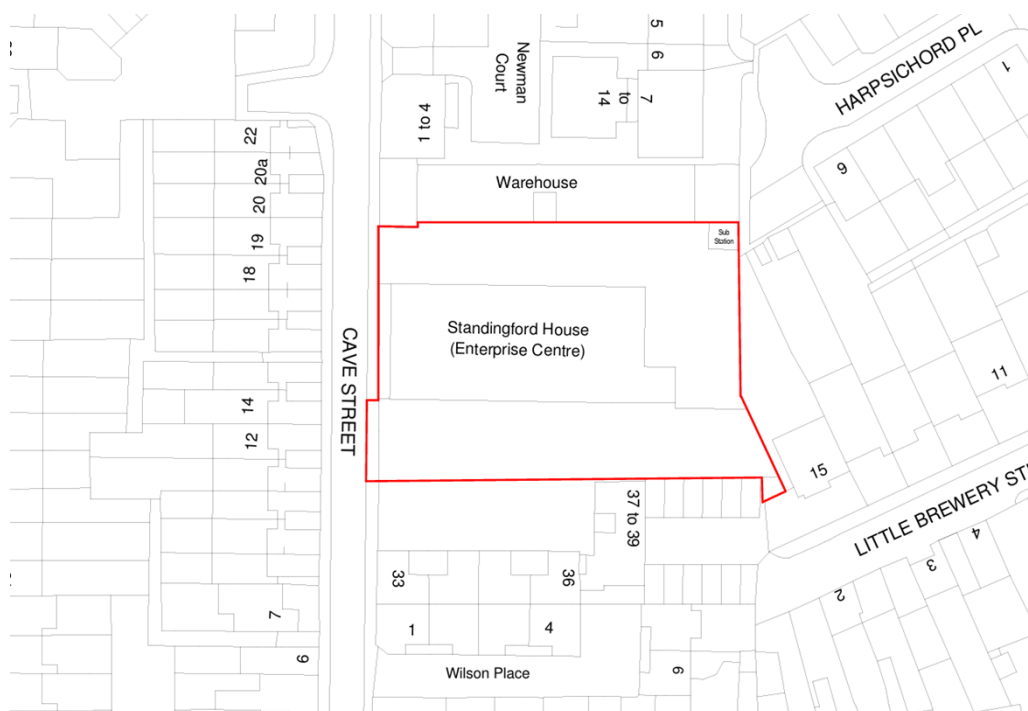 5
6
Newman
Court
7
to
14
1 to 4
HARPSICHORD PL
1
9
22
20a
20
19
18
Warehouse
Sub
Station
Standingford House
(Enterprise Centre)
CAVE STREET
14
12
11
15
LITTLE BREWERY ST
37 to 39
33
36
4
3
2
7
1
4
6
Wilson Place
6